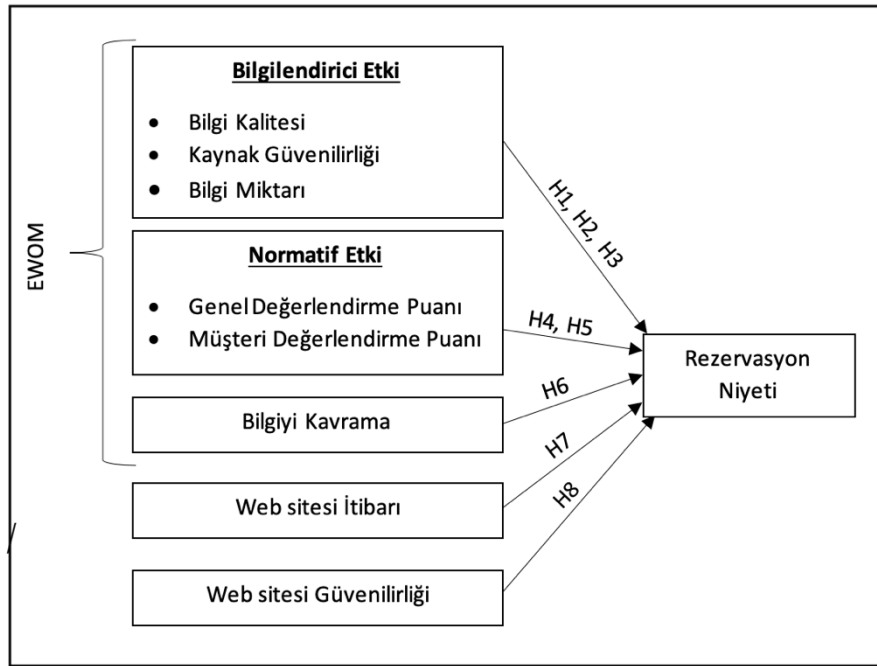 EWOM
Bilgilendirici Etki
• Bilgi Kalitesi
• Kaynak Güvenilirliği
• Bilgi Miktarı
Normatif Etki
• Genel Değerlendirme Puanı
• Müşteri Değerlendirme Puanı
Bilgiyi Kavrama
Web sitesi İtibarı
Web sitesi Güvenilirliği
H1, H2, H3
H4, H5
H6
H7
H8
Rezervasyon
Niyeti